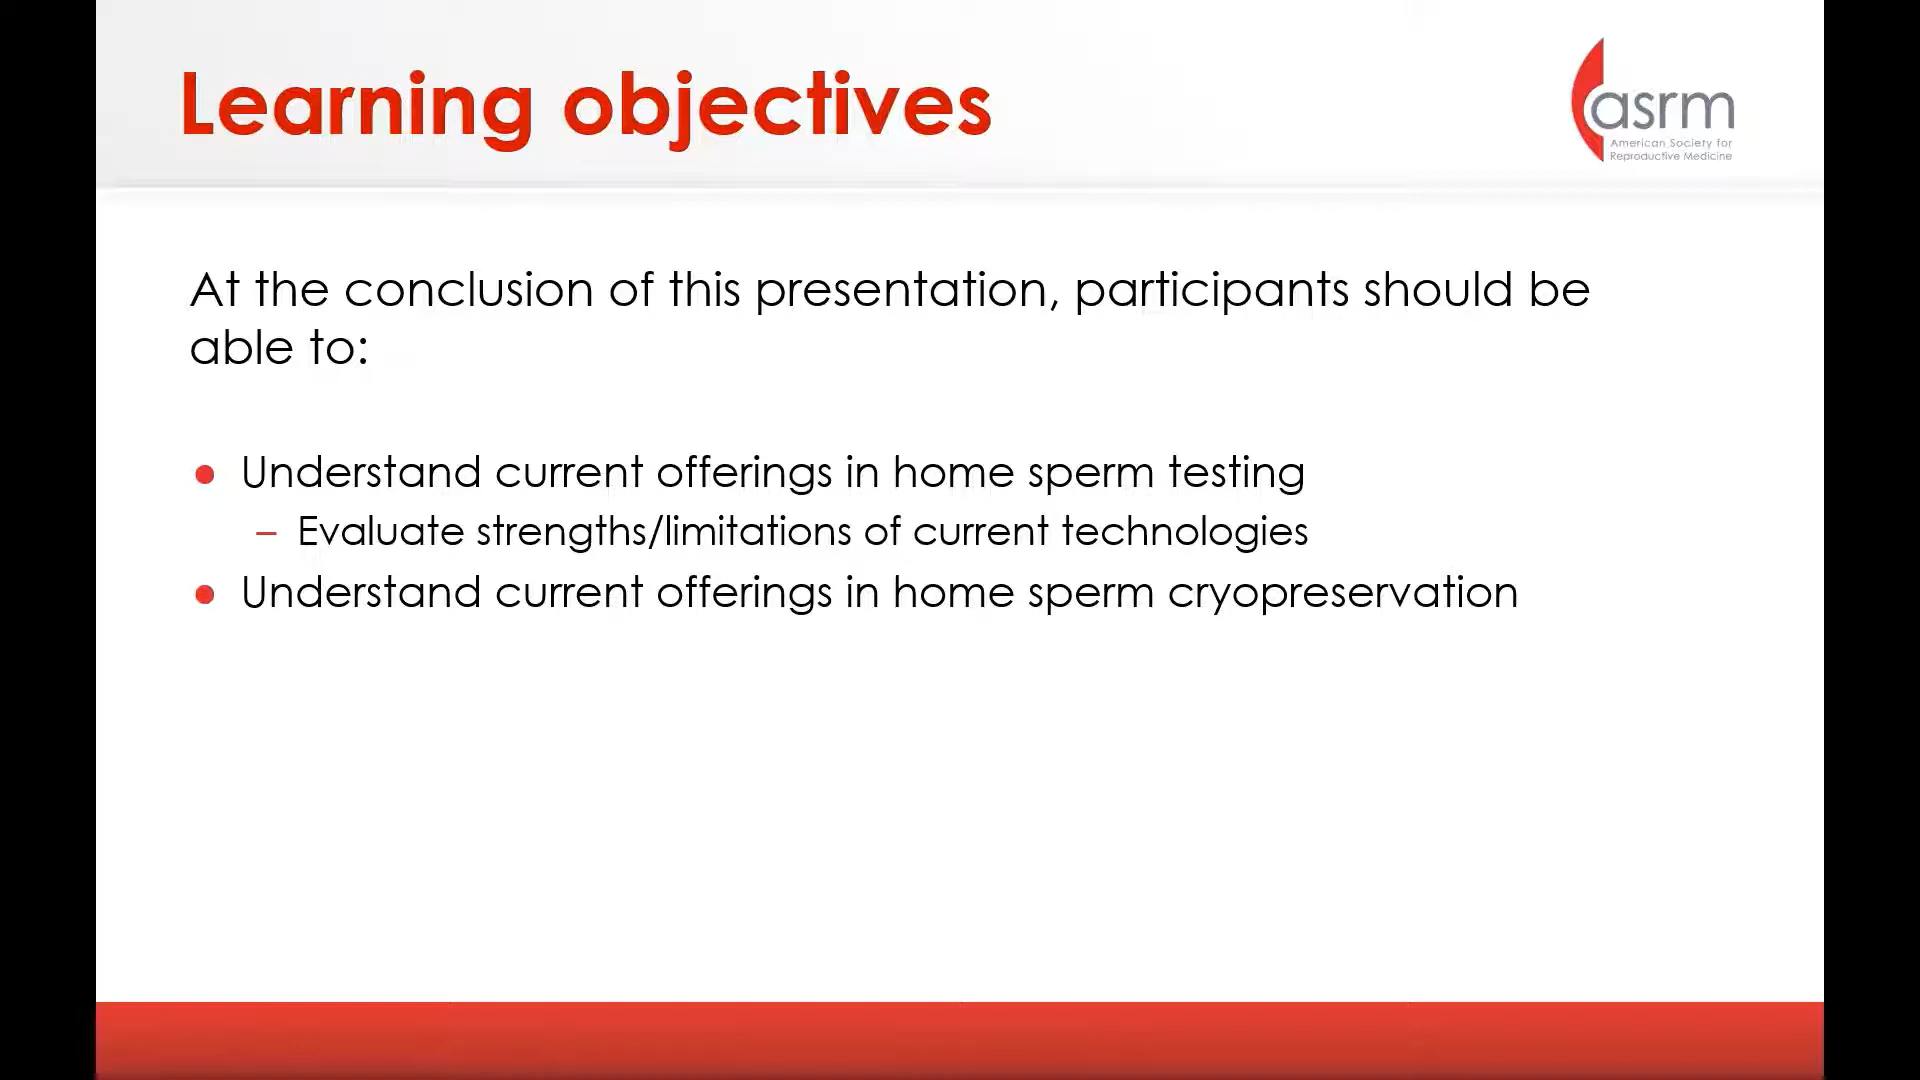 Learning objectives
asrm
American Society for
Reproductive Medicine
At the conclusion of this presentation, participants should be
able to:
● Understand current offerings in home sperm testing
– Evaluate strengths/limitations of current technologies
● Understand current offerings in home sperm cryopreservation